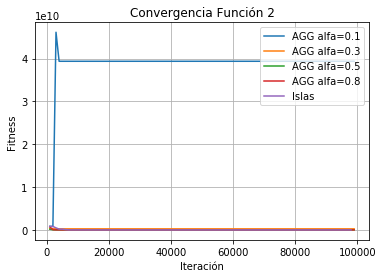 Convergencia Función 2
1e10
AGG alfa=0.1
AGG alfa=0.3
AGG alfa=0.5
AGG alfa=0.8
Islas
4
3
2
1
0
Fitness
0 20000 40000 60000 80000 100000
Iteración